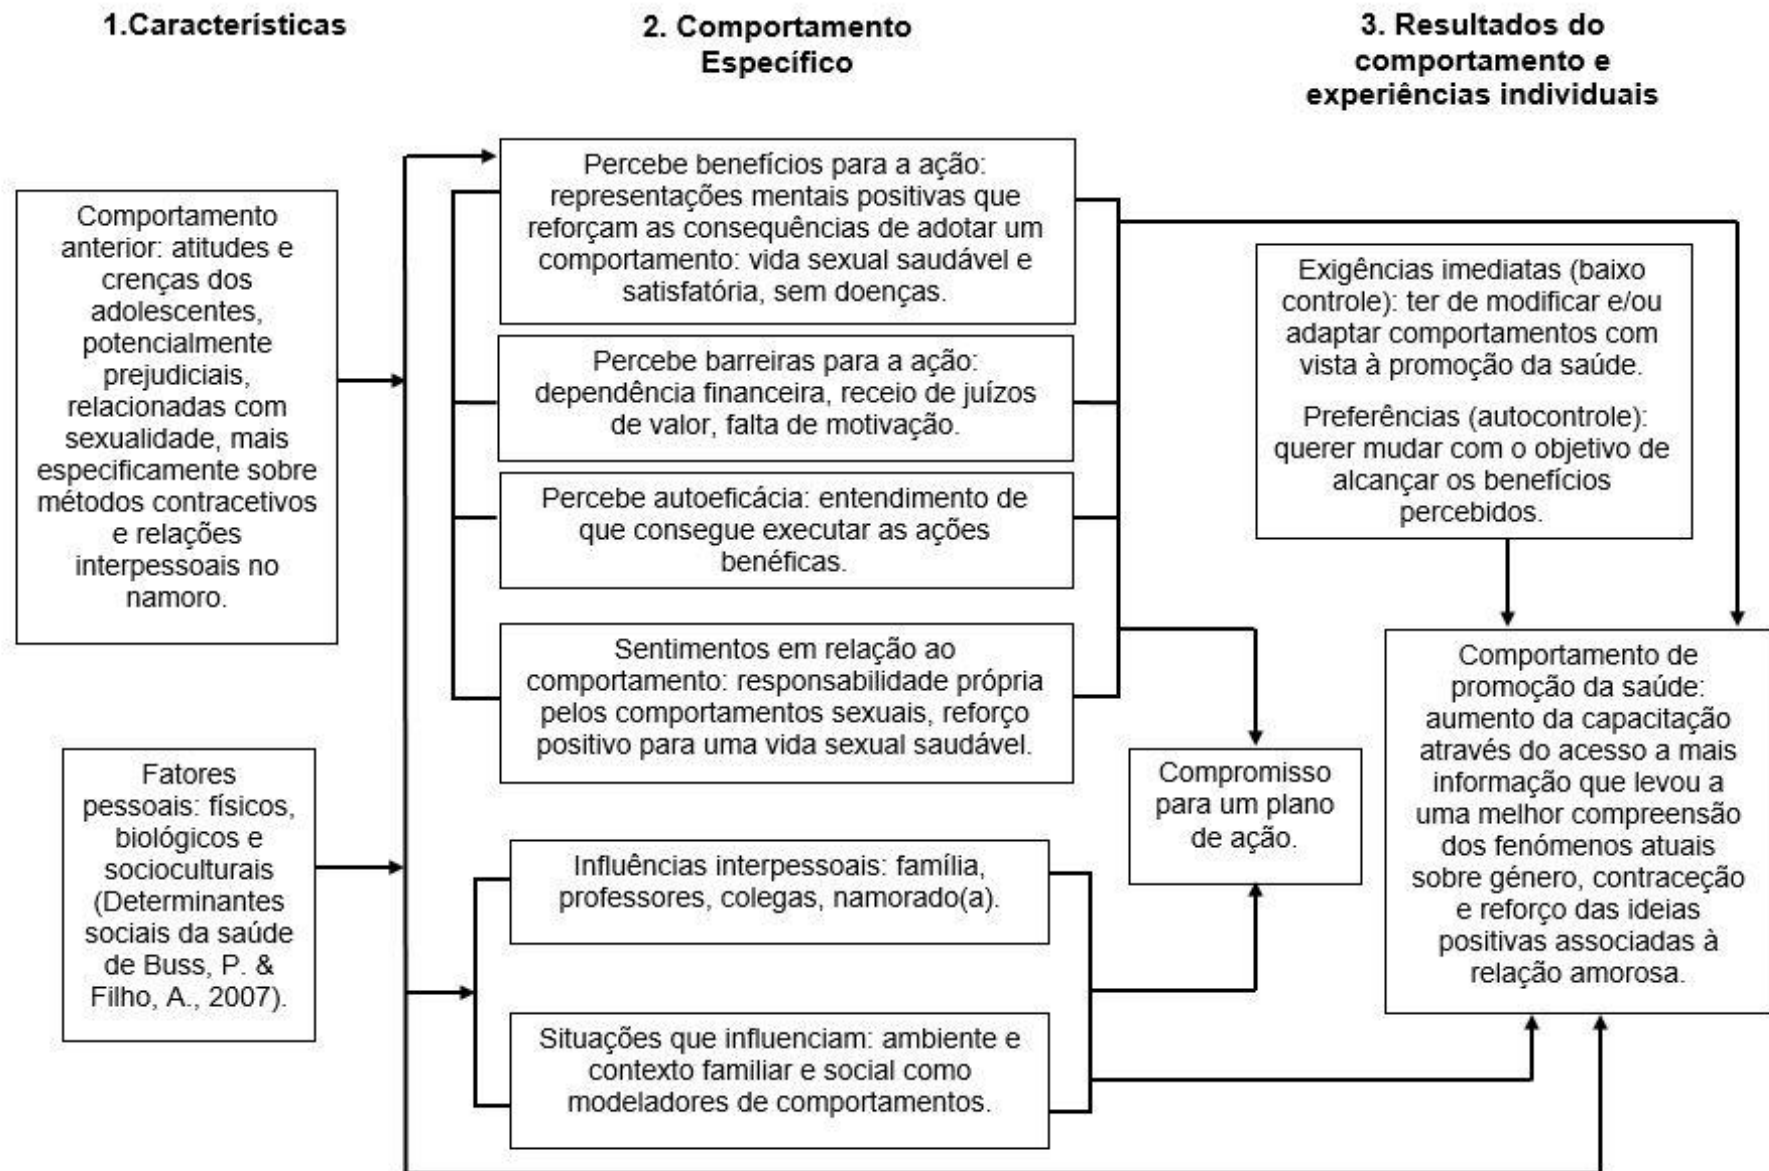 1.Características
2. Comportamento
Específico
3. Resultados do
comportamento e
experiências individuais
Comportamento
anterior: atitudes e
crenças dos
adolescentes,
potencialmente
prejudiciais,
relacionadas com
sexualidade, mais
especificamente sobre
métodos contracetivos
e relações
interpessoais no
namoro.
Fatores
pessoais: físicos,
biológicos e
socioculturais
(Determinantes
sociais da saúde
de Buss, P. &
Filho, A., 2007).
Percebe benefícios para a ação:
representações mentais positivas que
reforçam as consequências de adotar um
comportamento: vida sexual saudável e
satisfatória, sem doenças.
Percebe barreiras para a ação:
dependência financeira, receio de juízos
de valor, falta de motivação.
Percebe autoeficácia: entendimento de
que consegue executar as ações
benéficas.
Sentimentos em relação ao
comportamento: responsabilidade própria
pelos comportamentos sexuais, reforço
positivo para uma vida sexual saudável.
Influências interpessoais: família,
professores, colegas, namorado(a).
Situações que influenciam: ambiente e
contexto familiar e social como
modeladores de comportamentos.
Compromisso
para um plano
de ação.
Exigências imediatas (baixo
controle): ter de modificar e/ou
adaptar comportamentos com
vista à promoção da saúde.
Preferências (autocontrole):
querer mudar com o objetivo de
alcançar os benefícios
percebidos.
Comportamento de
promoção da saúde:
aumento da capacitação
através do acesso a mais
informação que levou a
uma melhor compreensão
dos fenómenos atuais
sobre género, contraceção
e reforço das ideias
positivas associadas à
relação amorosa.